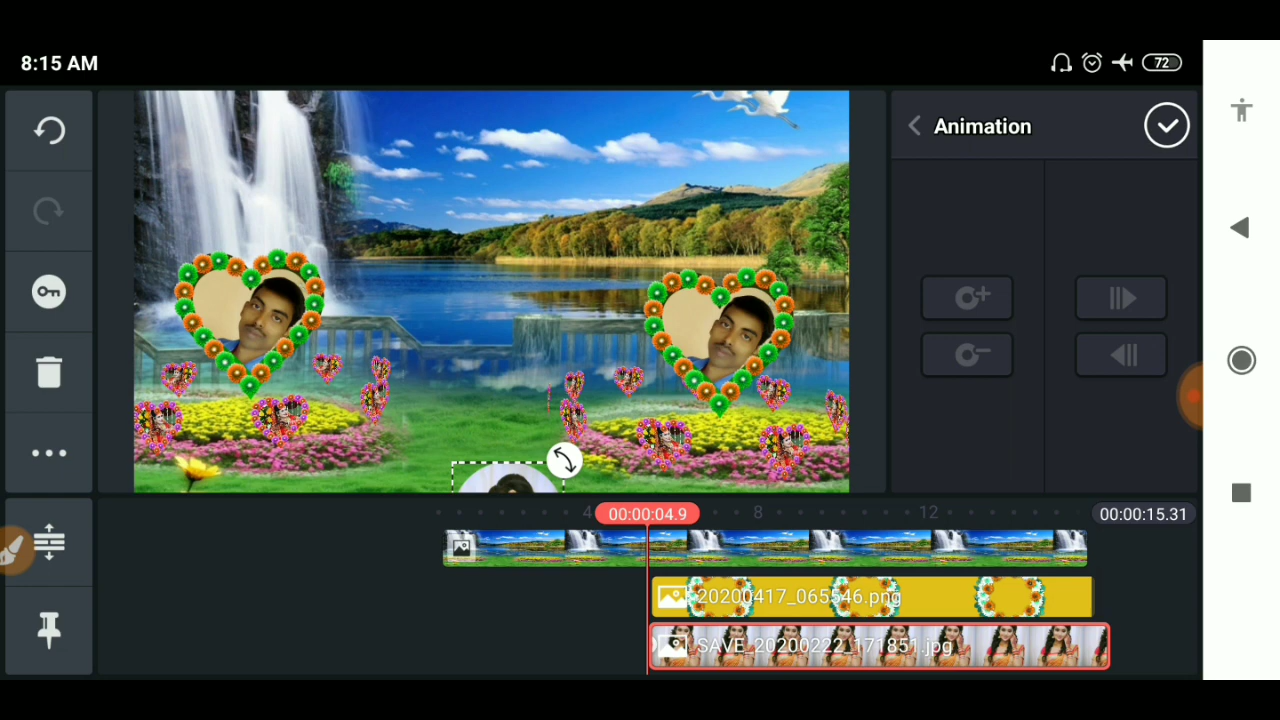 8:15 AM
72
Animation
4
00:00:04.9
8
12
00:00:15.31
20200417_065546.png
SAVE_20200222_171851.jpg